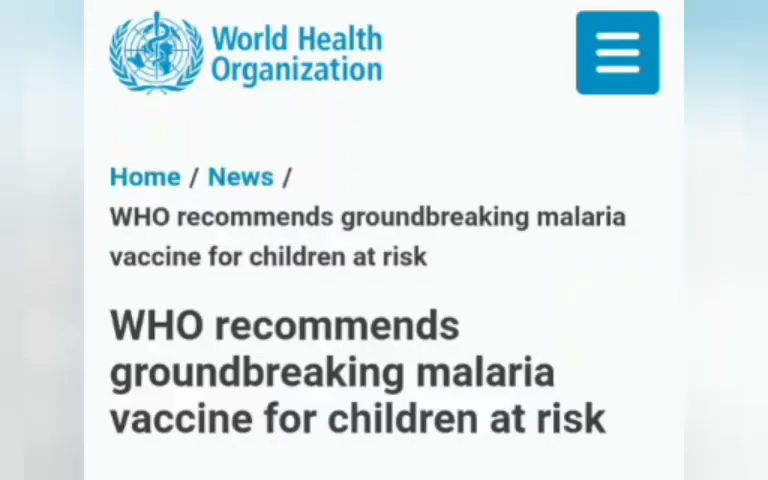 World Health
Organization
Home / News /
WHO recommends groundbreaking malaria
vaccine for children at risk
WHO recommends
groundbreaking malaria
vaccine for children at risk